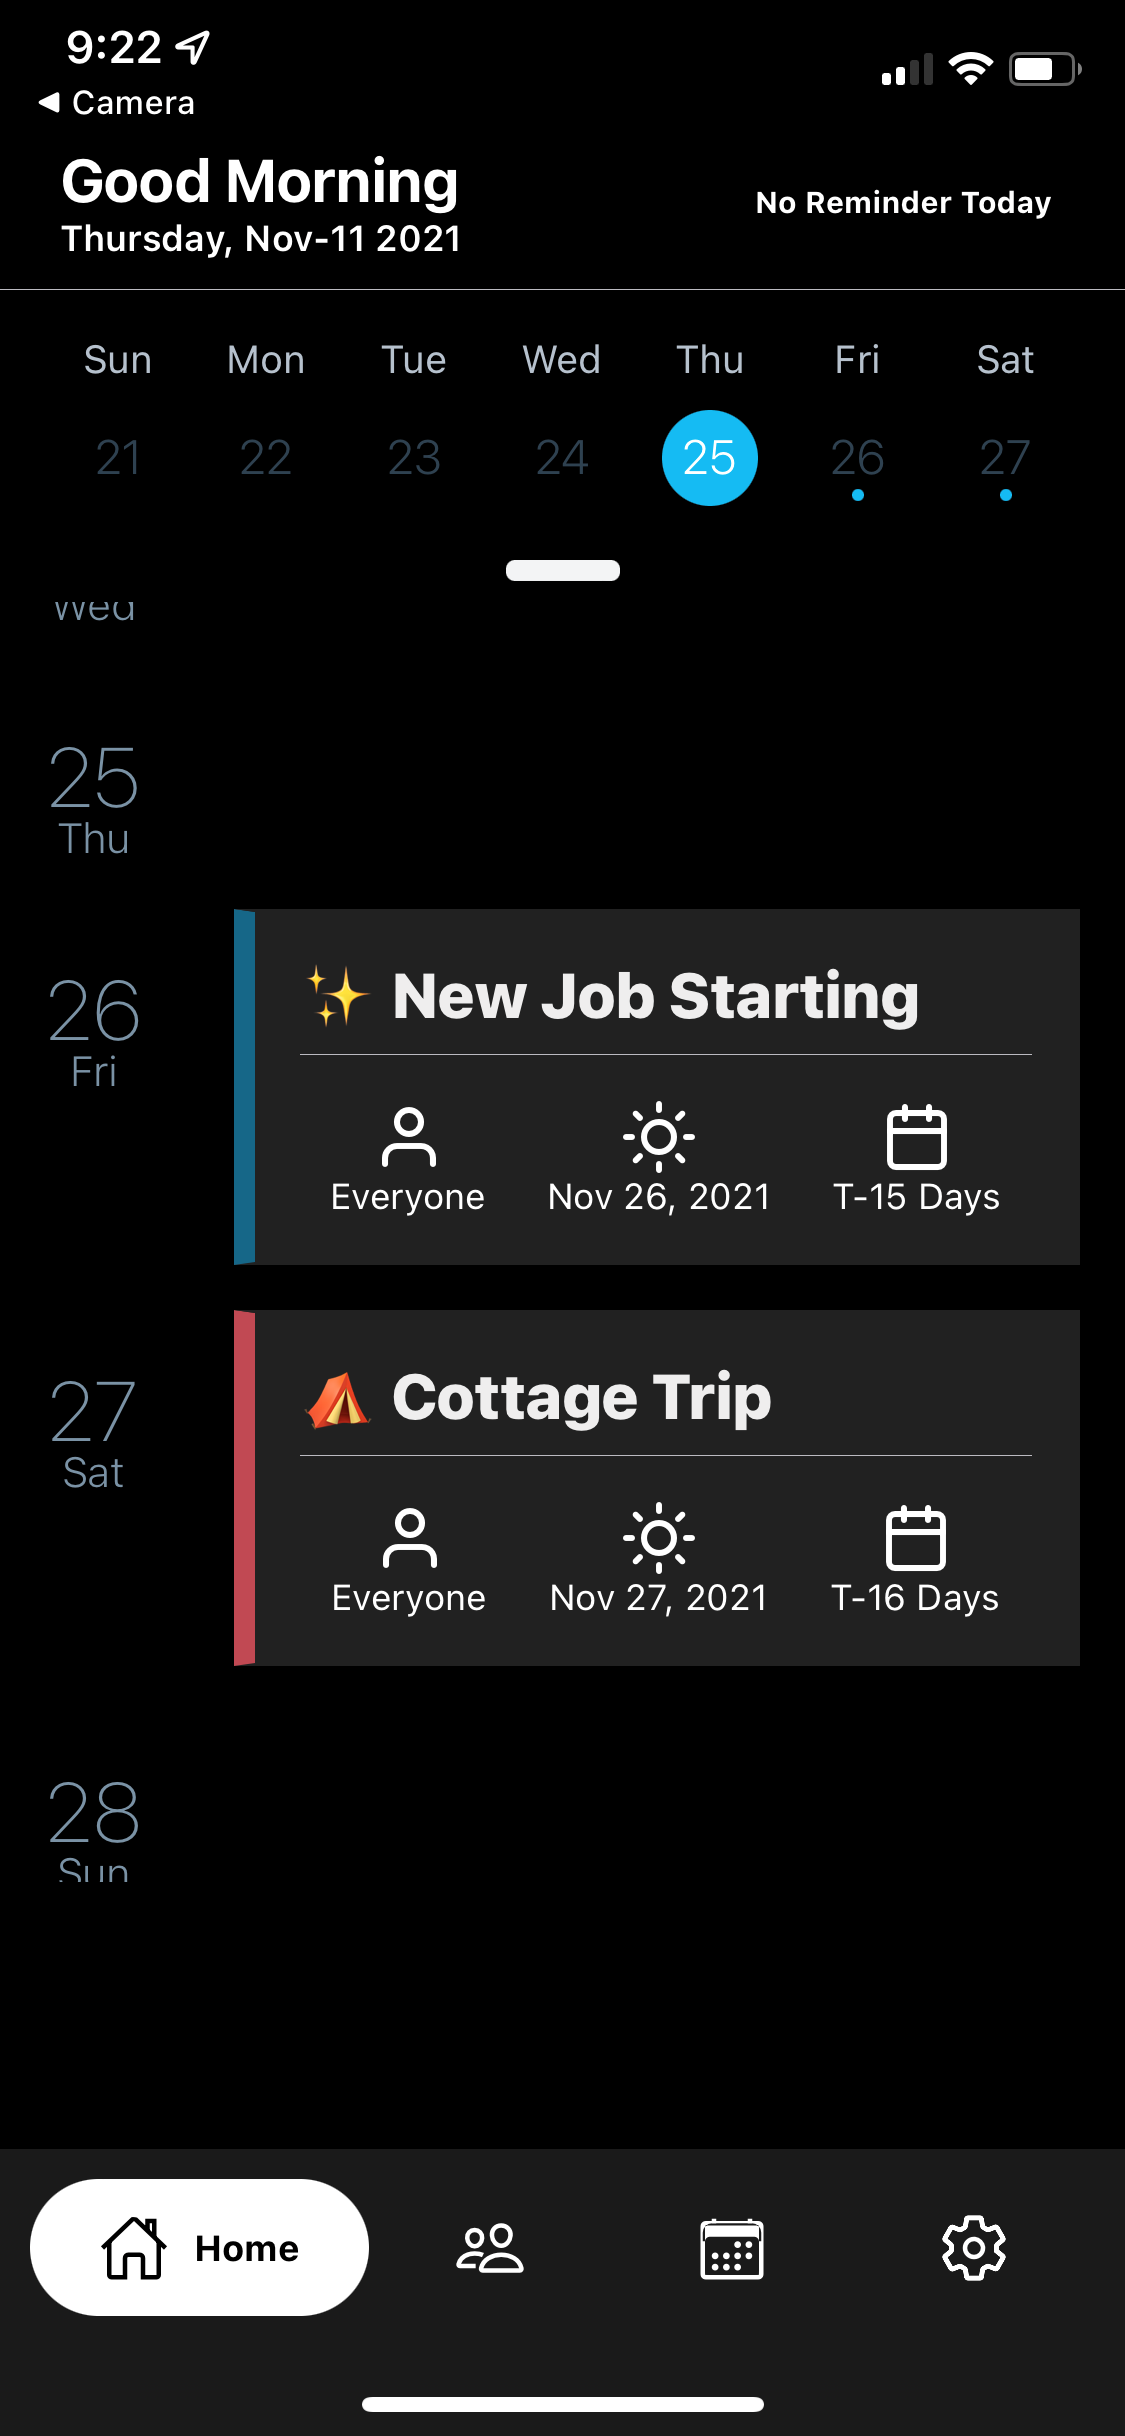 9:22
Camera
Good Morning
Thursday, Nov-11 2021
No Reminder Today
Sun Mon Tue Wed Thu Fri Sat
21 22 23 24 25 26 27
Wed
25
Thu
26
Fri
✨ New Job Starting
Everyone Nov 26, 2021 T-15 Days
27
Sat
⛺ Cottage Trip
Everyone Nov 27, 2021 T-16 Days
28
Sun
Home